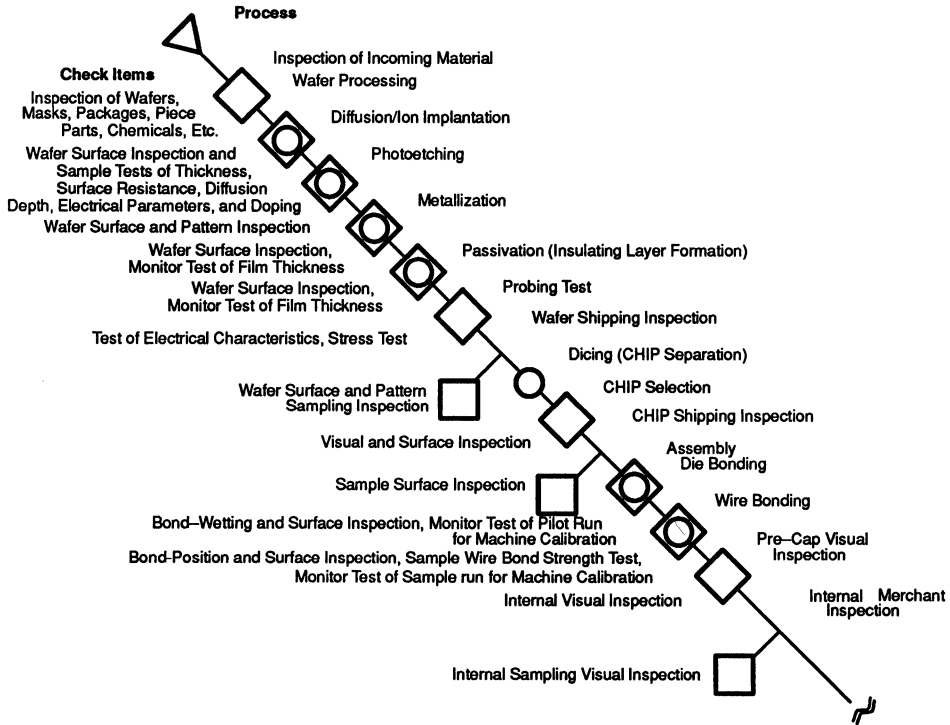 Process
Inspection of Incoming Material
Wafer Processing
Check Items
Inspection of Wafers,
Masks, Packages, Piece
Parts, Chemicals, Etc.
Diffusion/Ion Implantation
Wafer Surface Inspection and
Sample Tests of Thickness,
Surface Resistance, Diffusion
Depth, Electrical Parameters, and Doping
Photoetching
Wafer Surface and Pattern Inspection
Metallization
Wafer Surface Inspection,
Monitor Test of Film Thickness
Passivation (Insulating Layer Formation)
Wafer Surface Inspection,
Monitor Test of Film Thickness
Probing Test
Test of Electrical Characteristics, Stress Test
Wafer Shipping Inspection
Wafer Surface and Pattern
Sampling Inspection
Dicing (CHIP Separation)
CHIP Selection
Visual and Surface Inspection
CHIP Shipping Inspection
Sample Surface Inspection
Assembly
Die Bonding
Bond–Wetting and Surface Inspection, Monitor Test of Pilot Run
for Machine Calibration
Wire Bonding
Bond-Position and Surface Inspection, Sample Wire Bond Strength Test,
Monitor Test of Sample run for Machine Calibration
Pre–Cap Visual
Inspection
Internal Visual Inspection
Internal Merchant
Inspection
Internal Sampling Visual Inspection